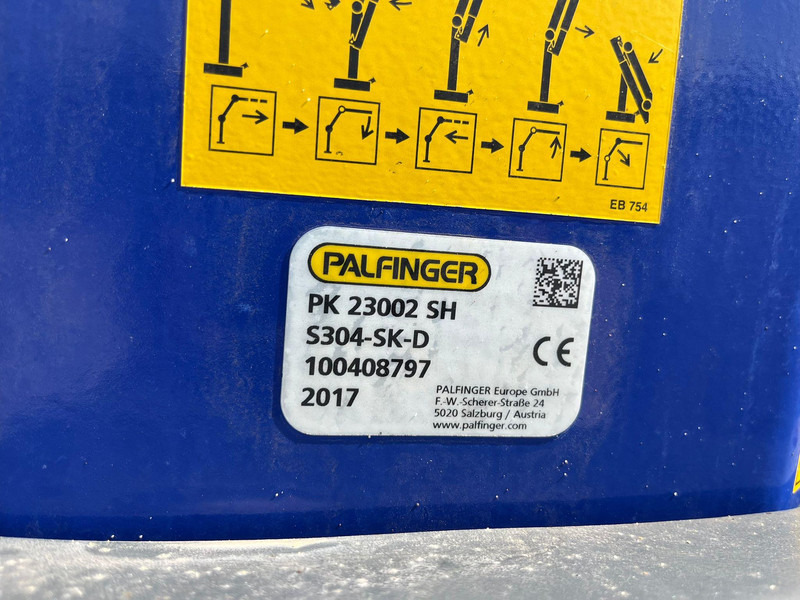 EB 754
PALFINGER
PK 23002 SH
S304-SK-D
100408797
2017
CE
PALFINGER Europe GmbH
F.-W.-Scherer-Straße 24
5020 Salzburg / Austria
www.palfinger.com